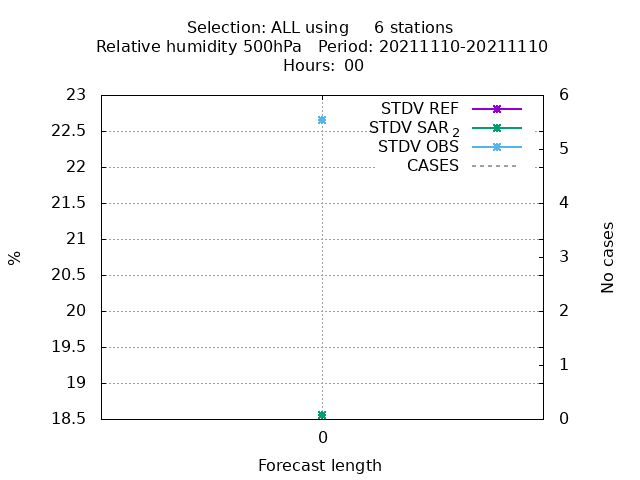 Selection: ALL using     6 stations
Relative humidity 500hPa   Period: 20211110-20211110
Hours:  00
23
22.5
22
21.5
21
20.5
20
19.5
19
18.5
%
STDV REF
STDV SAR 2
STDV OBS
CASES
6
5
4
3
2
1
0
No cases
0
Forecast length